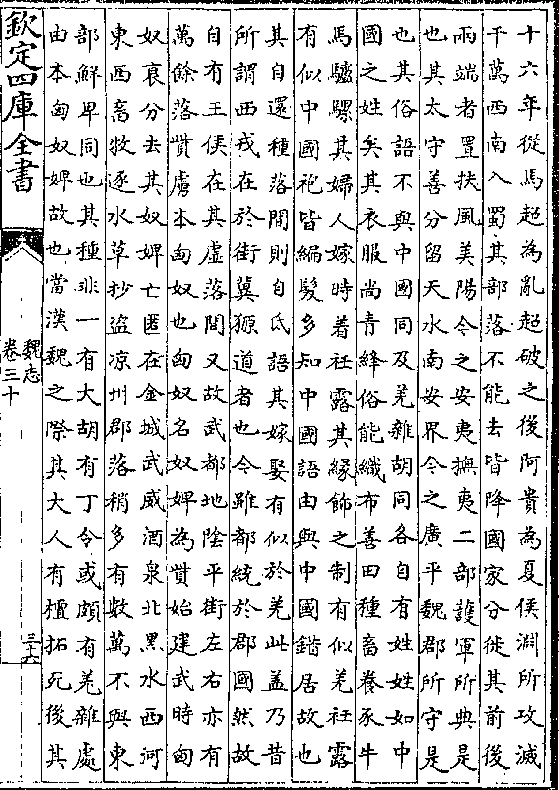 十六年從馬超為亂超破之後阿貴為夏侯淵所攻滅
千萬西南入蜀其部落不能去皆降國家分徙其前後
兩端者置扶風美陽今之安夷撫夷二部護軍所典是
也其太守善分留天水南安界今之廣平魏郡所守是
也其俗語不與中國同及羌雜胡同各自有姓姓如中
國之姓矣其衣服尚青絳俗能織布善田種畜養豕牛
馬驢騾其婦人嫁時着衽露其緣飾之制有似羌衽露
有似中國袍皆編髮多知中國語由與中國錯居故也
其自還種落間則自氐語其嫁娶有似於羌此蓋乃昔
所謂西戎在於街冀豲道者也今雖都統於郡國然故
自有王侯在其虛落間又故武都地陰平街左右亦有
萬餘落貲虜本匈奴也匈奴名奴婢為貲始建武時匈
奴衰分去其奴婢亡匿在金城武威酒泉北黑水西河
東西畜牧逐水草抄盜涼州郡落稍多有數萬不與東
部鮮卑同也其種非一有大胡有丁令或頗有羌雜處
由本匈奴婢故也當漢魏之際其大人有檀拓死後其
欽定四庫全書
魏志
卷三十
三十六